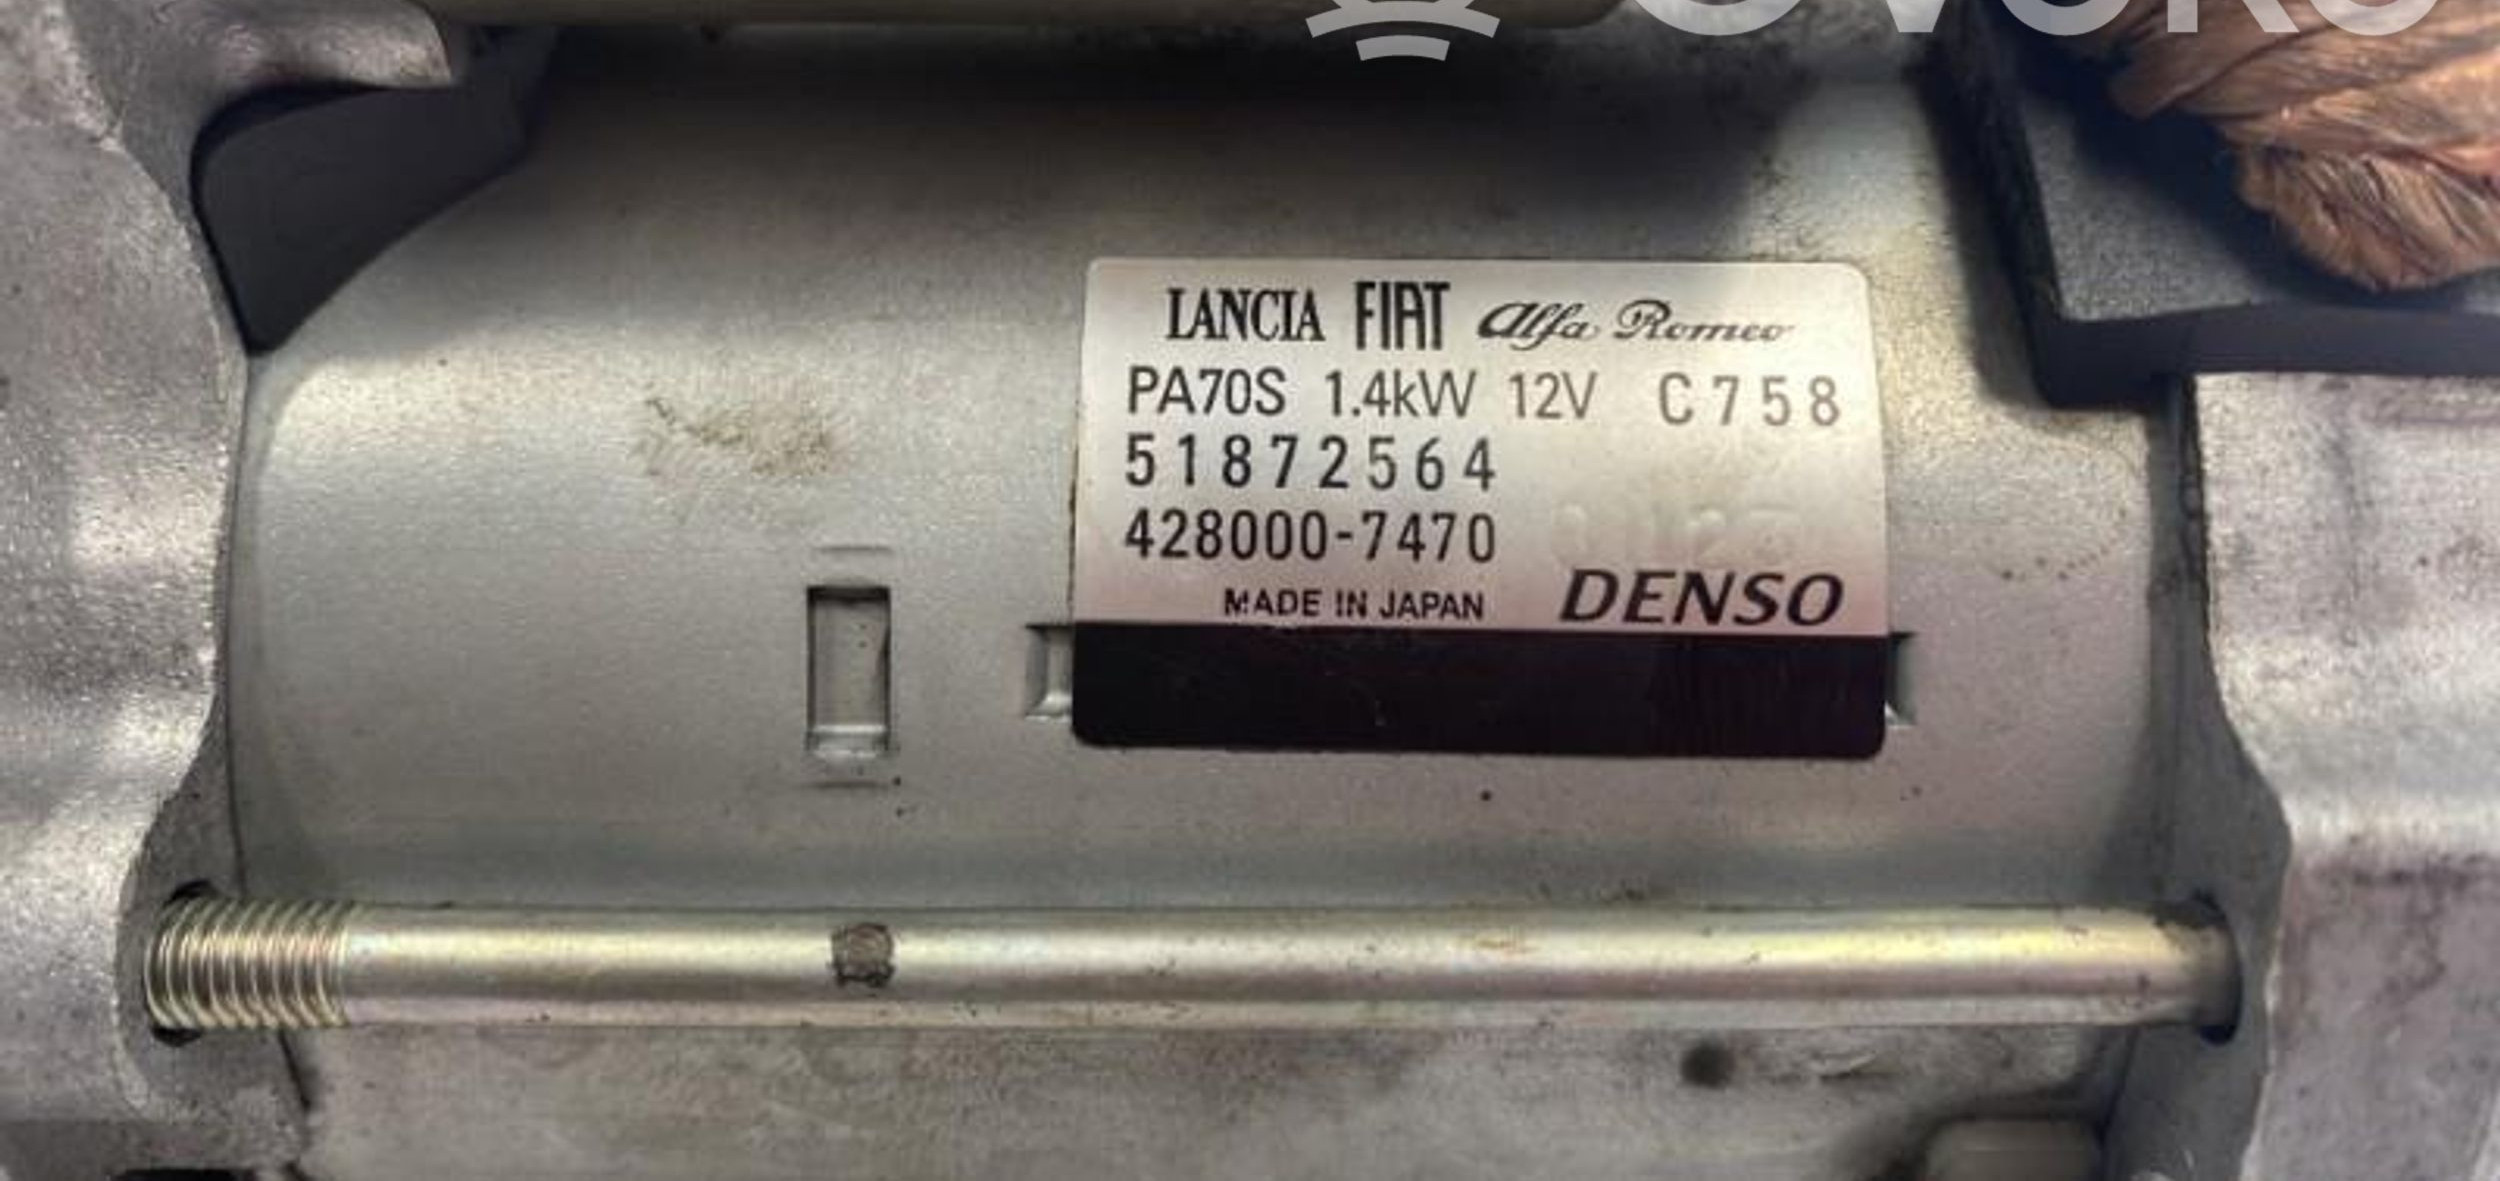 LANCIA FIAT Alfa Romeo
PA70S 1.4kW 12V C758
51872564
428000-7470
MADE IN JAPAN DENSO